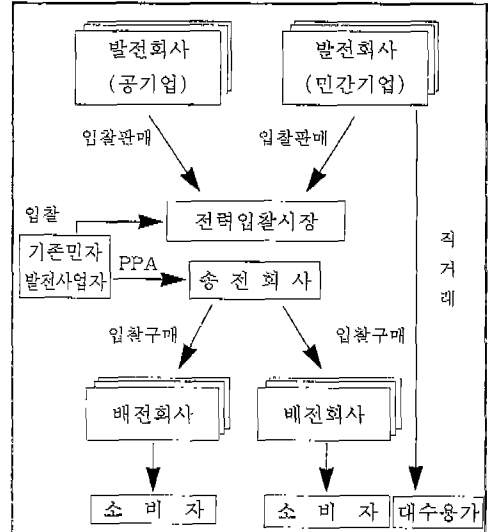 발전회사
(공기업)
발전회사
(민간기업)
입찰판매
입찰판매
입찰
전력입찰시장
기존민자
발전사업자
PPA
송 전 회 사
직
거
래
입찰구매
입찰구매
배전회사
배전회사
소 비 자
소 비 자
대수용가